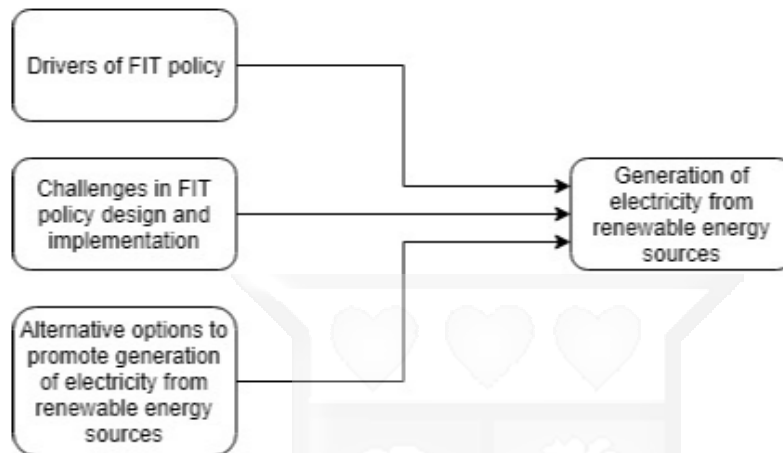 Drivers of FIT policy
Challenges in FIT
policy design and
implementation
Alternative options to
promote generation
of electricity from
renewable energy
sources
Generation of
electricity from
renewable energy
sources